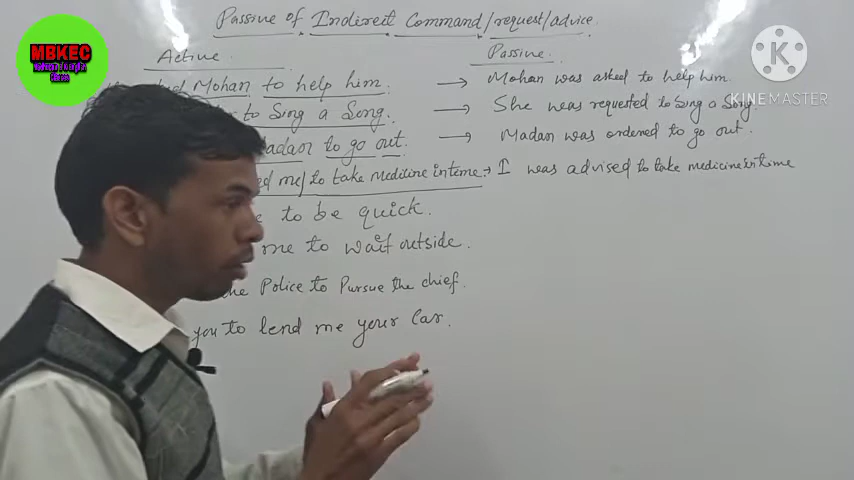 Passive of Indireit Command/request/advice.
Active.
Passive.
Mohan to help him. → Mohan was asked to help him.
to Sing a Song. → She was requested to Sing a Song.
Madan to go out. → Madan was ordered to go out.
me/ to take medicine in time → I was advised to take medicine in time
to be quick.
me to wait outside.
the Police to Pursue the chief.
you to lend me your Car.
MBKEC
KINEMASTER